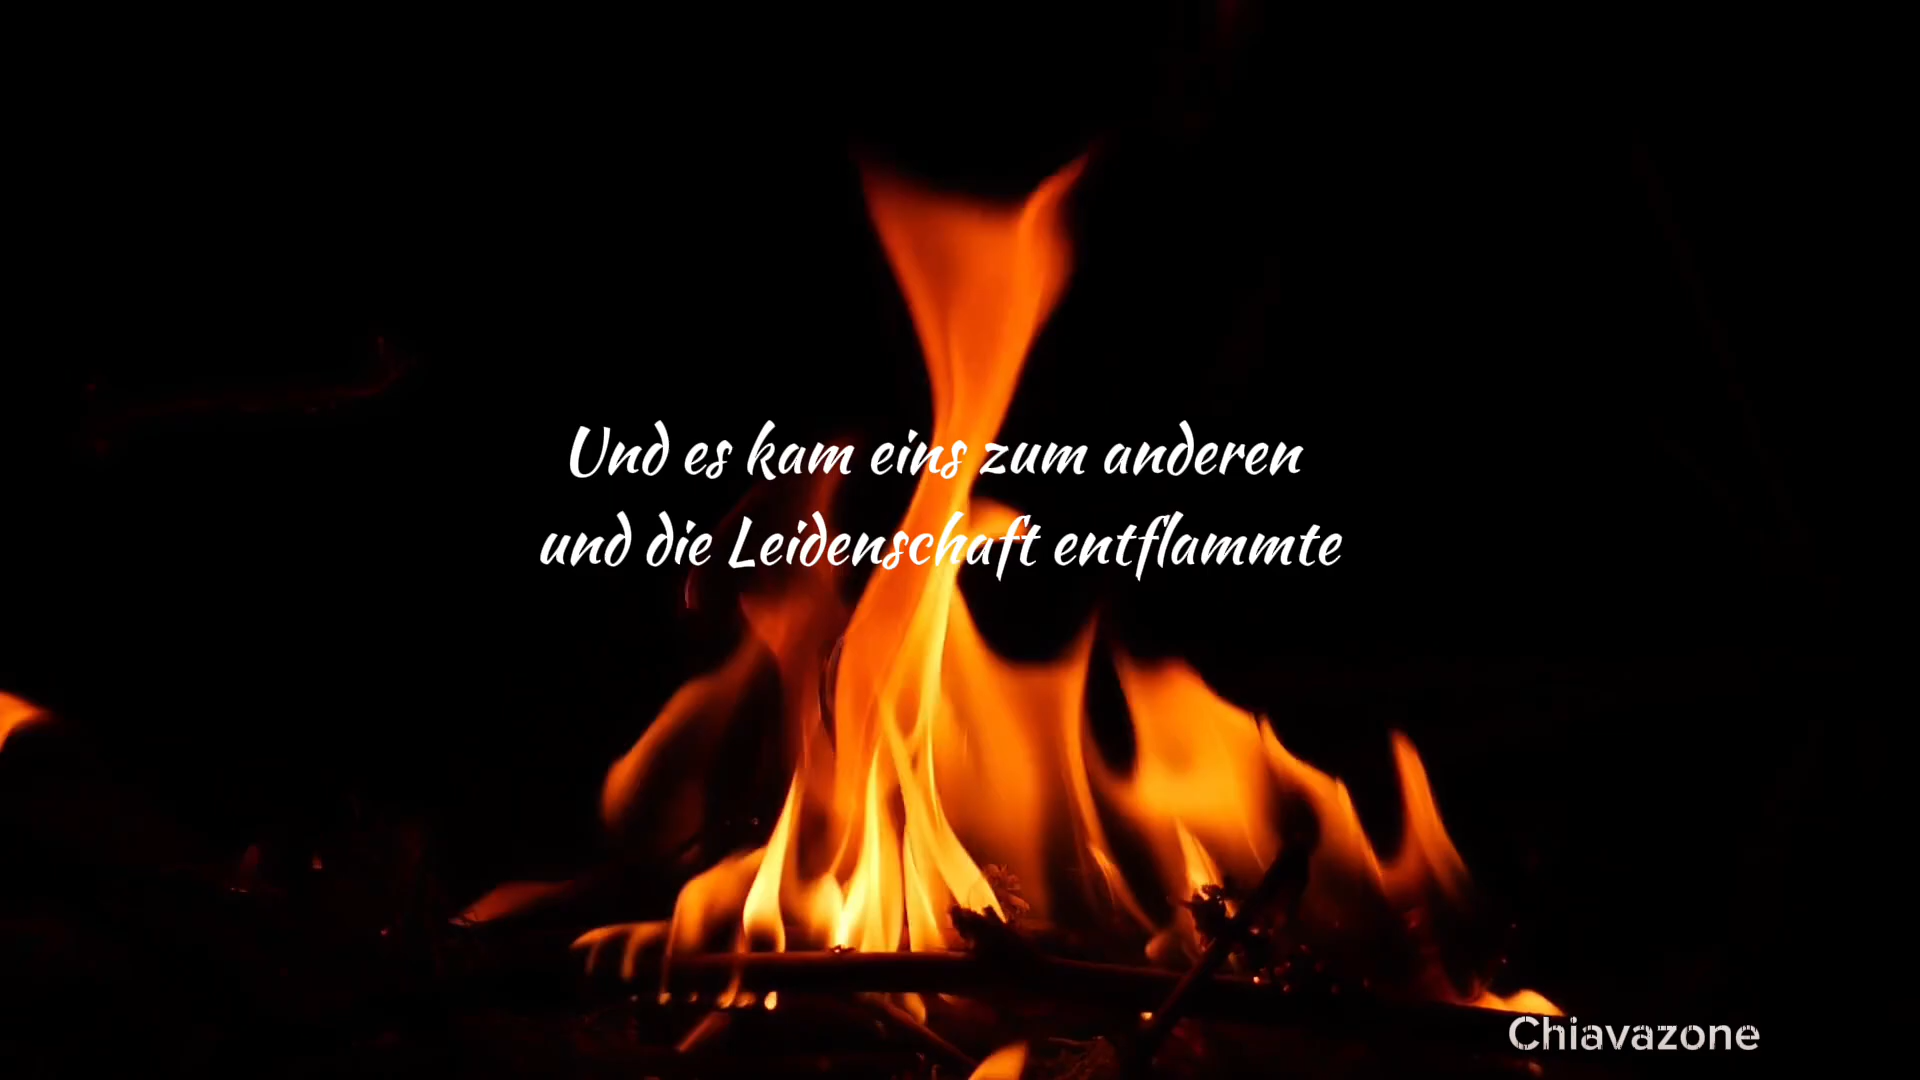 Und es kam eins zum anderen
und die Leidenschaft entflammte
Chiavazone